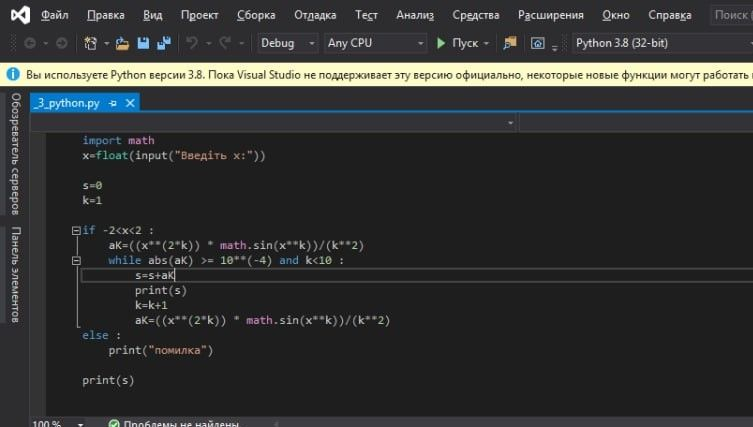 Файл Правка Вид Проект Сборка Отладка Тест Анализ Средства Расширения Окно Справка Поиск
Debug Any CPU Пуск Python 3.8 (32-bit)
Вы используете Python версии 3.8. Пока Visual Studio не поддерживает эту версию официально, некоторые новые функции могут работать
Обозреватель серверов
Панель элементов
_3_python.py
import math
x=float(input("Введіть x:"))
s=0
k=1
if -2<x<2 :
aK=((x**(2*k)) * math.sin(x**k))/(k**2)
while abs(aK) >= 10**(-4) and k<10 :
s=s+aK
print(s)
k=k+1
aK=((x**(2*k)) * math.sin(x**k))/(k**2)
else :
print("помилка")
print(s)
100 % Проблемы не найдены